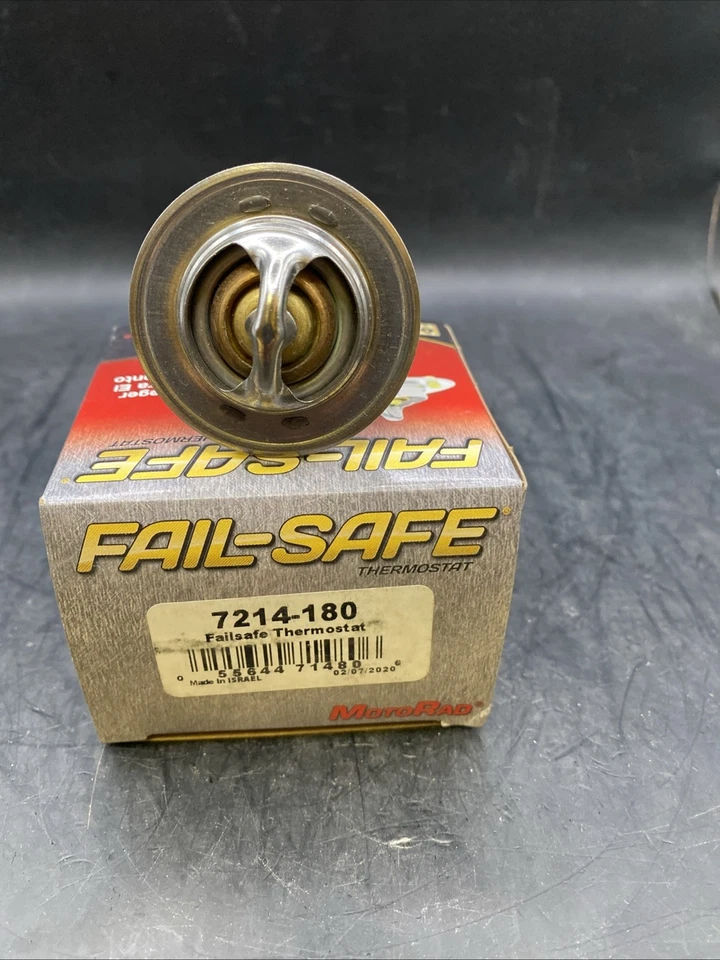 FAIL-SAFE
THERMOSTAT
FAIL-SAFE®
THERMOSTAT
7214-180
Failsafe Thermostat
0 55644 71480 6
Made In ISRAEL 02/07/2020
MOTORAD®